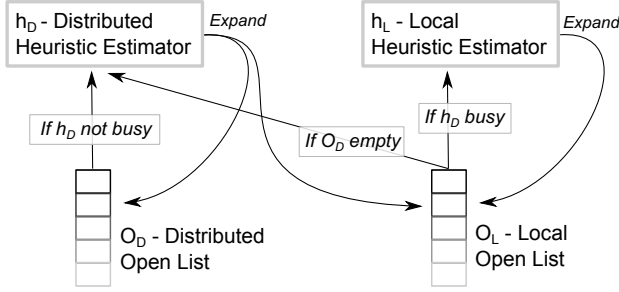 h_D - Distributed
Heuristic Estimator
Expand
h_L - Local
Heuristic Estimator
Expand
If h_D not busy
If O_D empty
If h_D busy
O_D - Distributed
Open List
O_L - Local
Open List